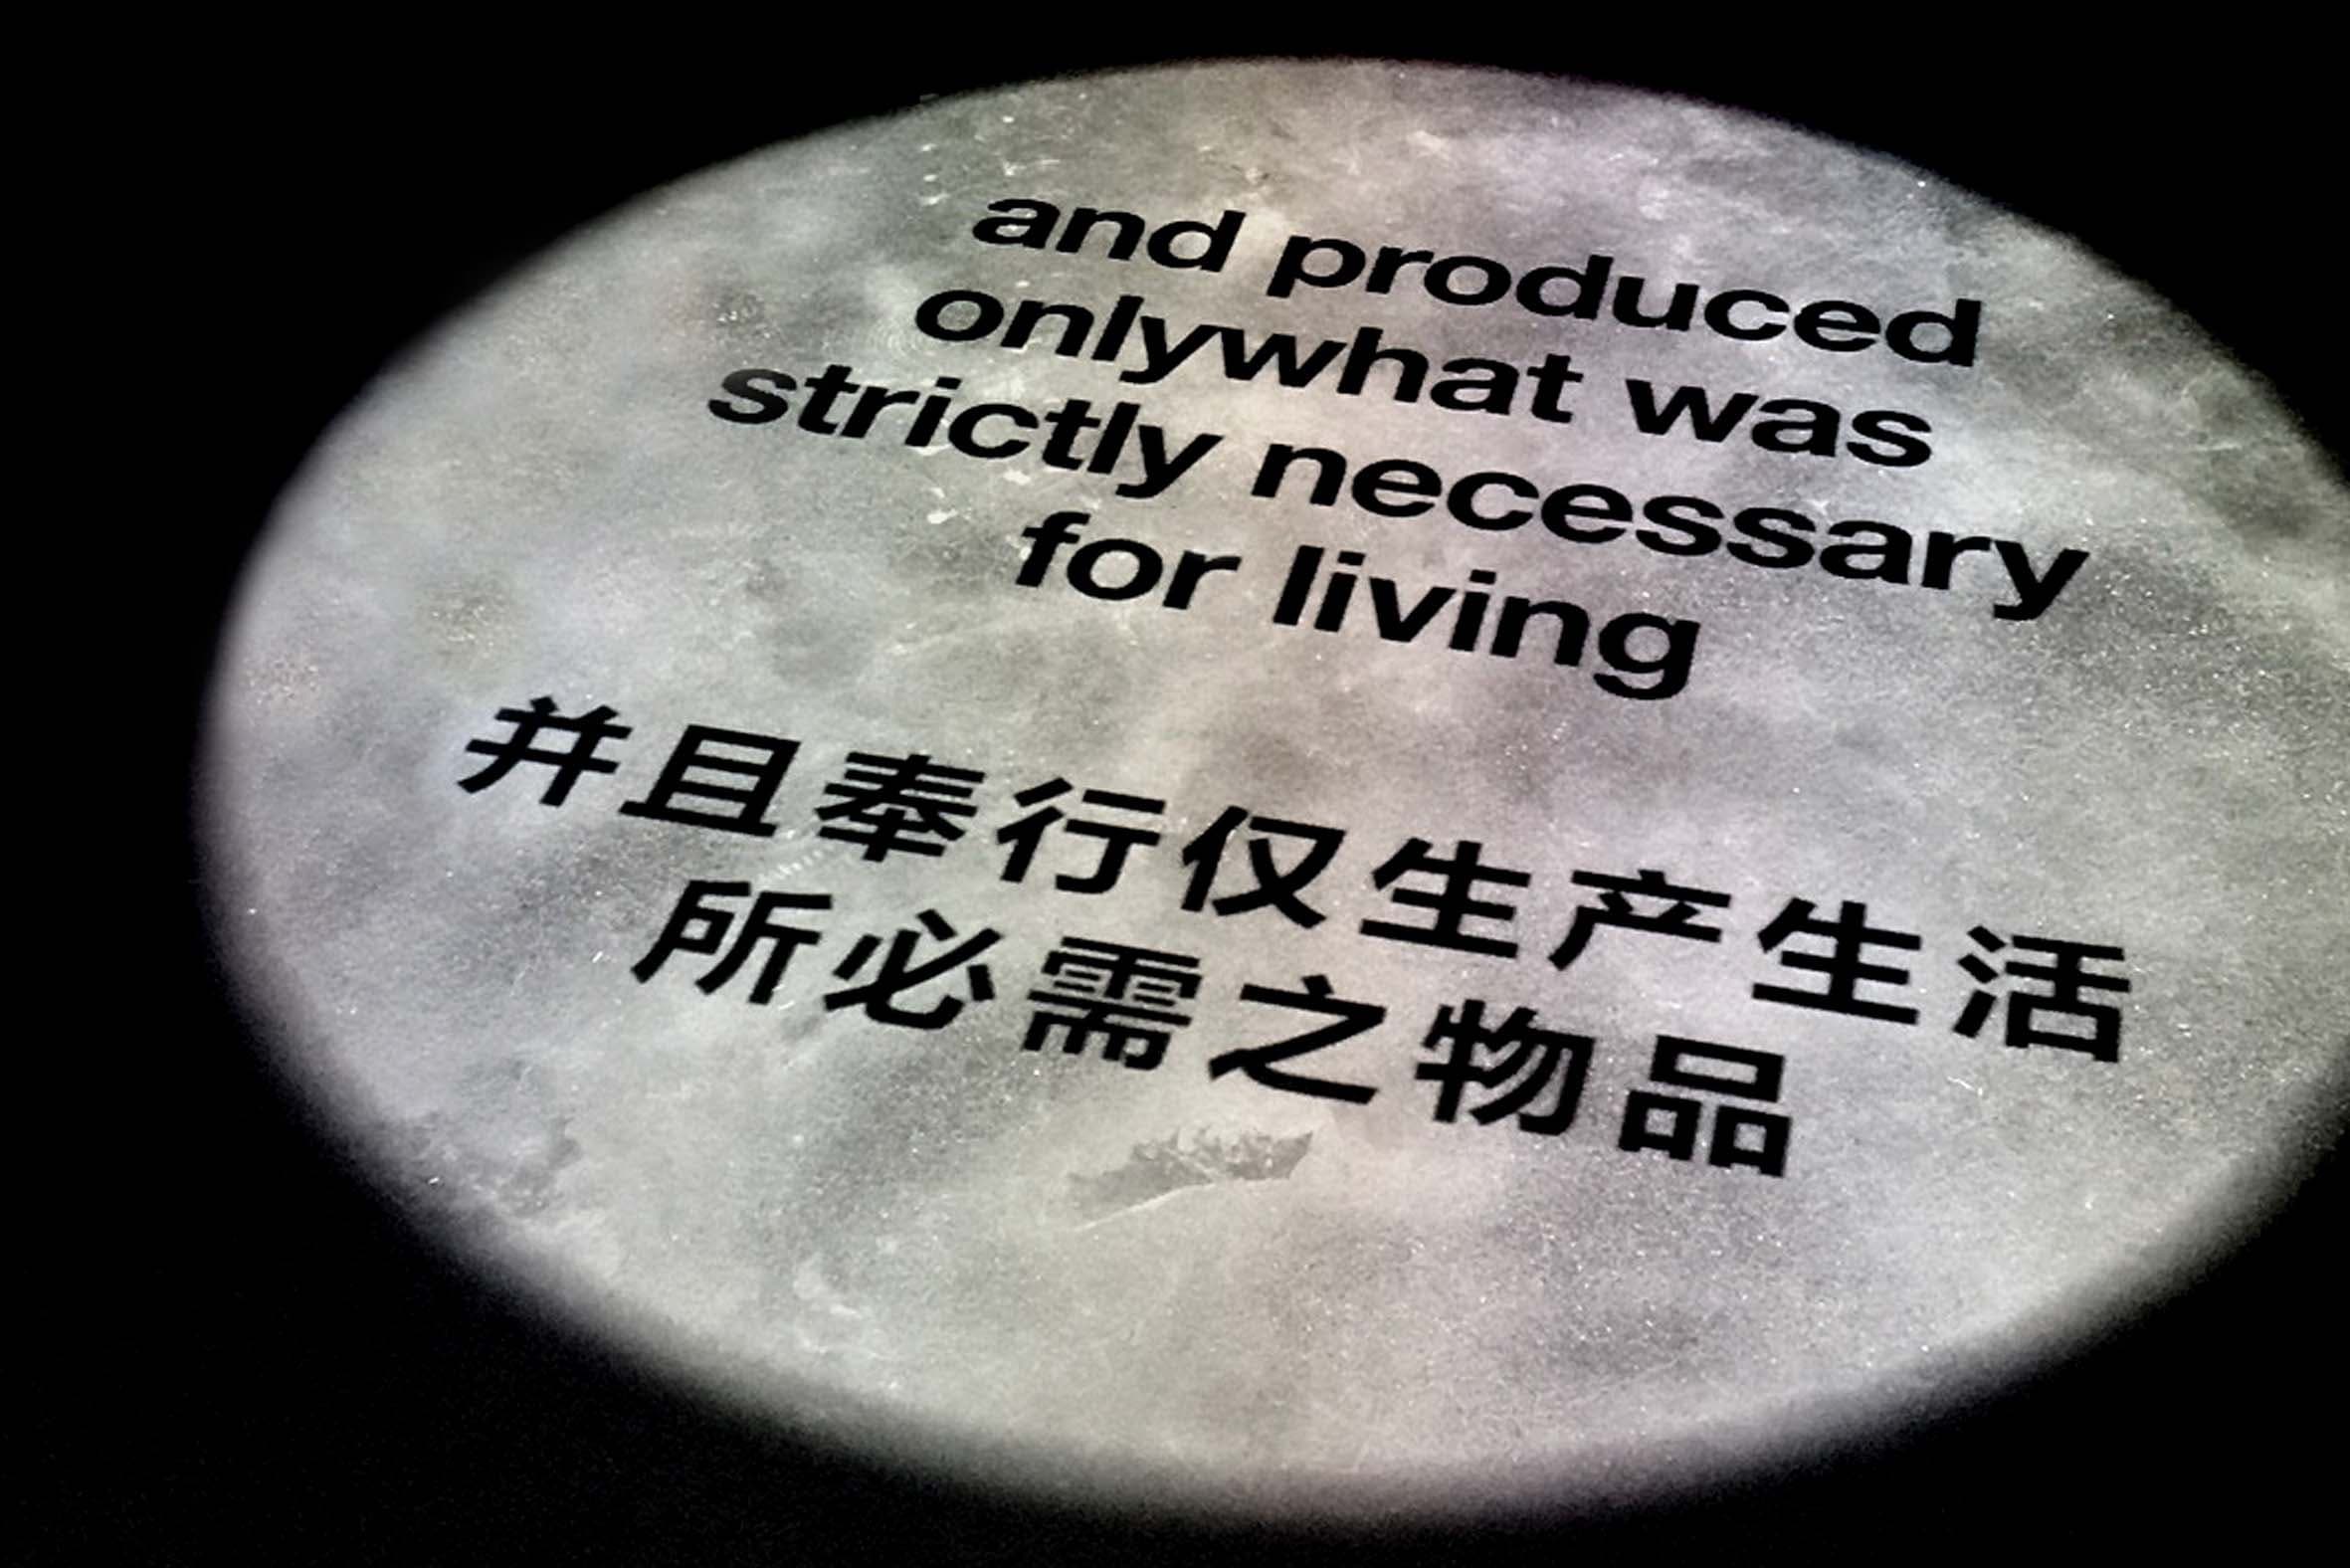 and produced
onlywhat was
strictly necessary
for living
并且奉行仅生产生活
所必需之物品